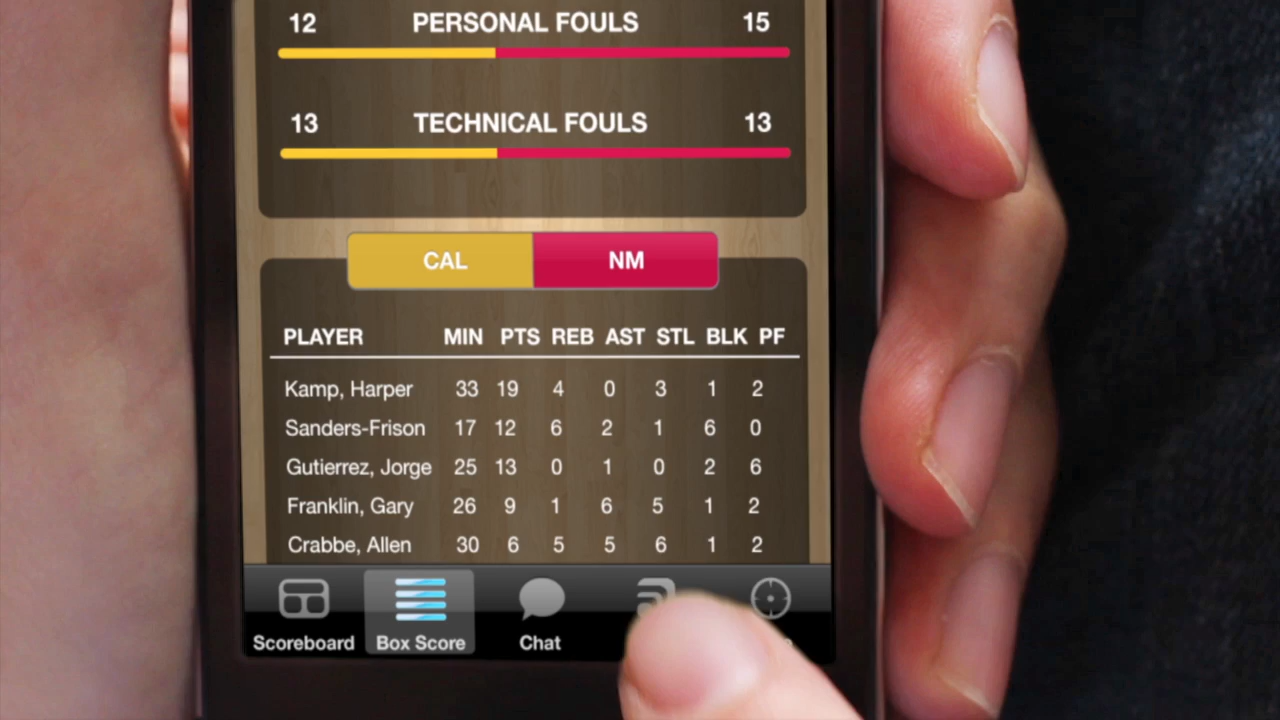 12 PERSONAL FOULS 15
13 TECHNICAL FOULS 13
CAL NM
PLAYER MIN PTS REB AST STL BLK PF
Kamp, Harper 33 19 4 0 3 1 2
Sanders-Frison 17 12 6 2 1 6 0
Gutierrez, Jorge 25 13 0 1 0 2 6
Franklin, Gary 26 9 1 6 5 1 2
Crabbe, Allen 30 6 5 5 6 1 2
Scoreboard Box Score Chat